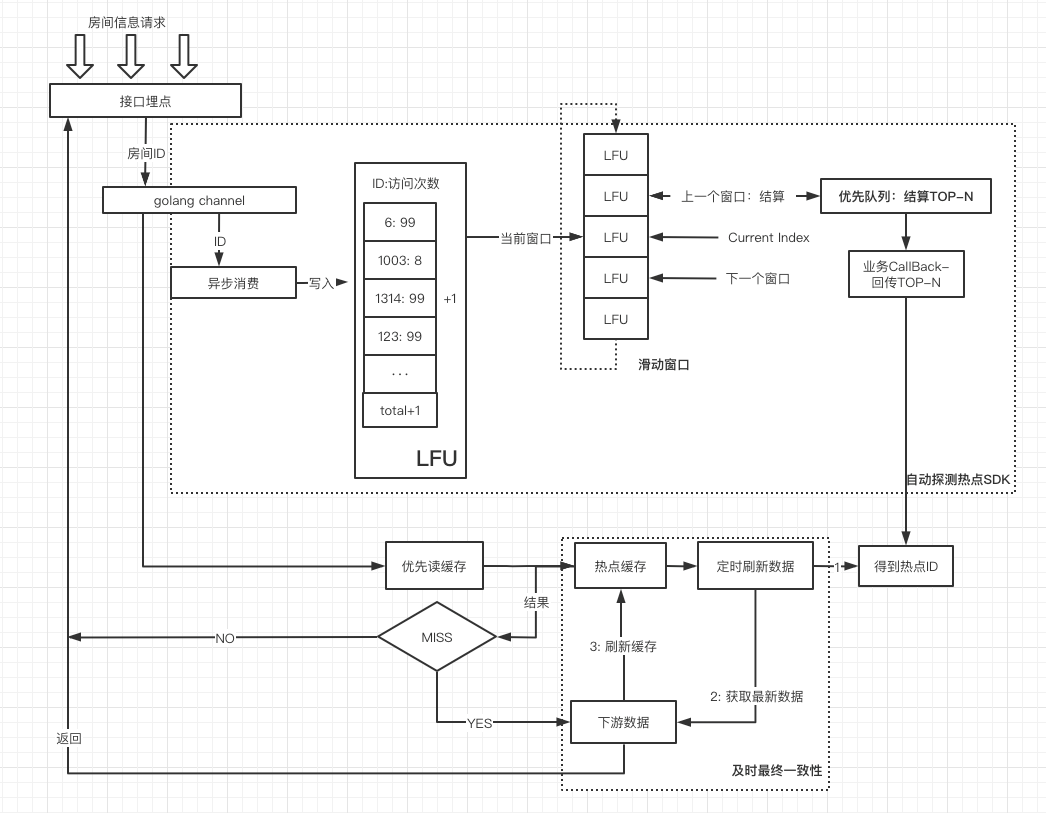 房间信息请求
接口埋点
房间ID
golang channel
ID
异步消费
写入
ID:访问次数
6: 99
1003: 8
1314: 99
+1
123: 99
...
total+1
LFU
当前窗口
LFU
LFU
LFU
LFU
LFU
上一个窗口：结算
Current Index
下一个窗口
滑动窗口
优先队列：结算TOP-N
业务CallBack-
回传TOP-N
自动探测热点SDK
优先读缓存
热点缓存
定时刷新数据
1
得到热点ID
结果
MISS
NO
YES
3: 刷新缓存
2: 获取最新数据
下游数据
返回
及时最终一致性